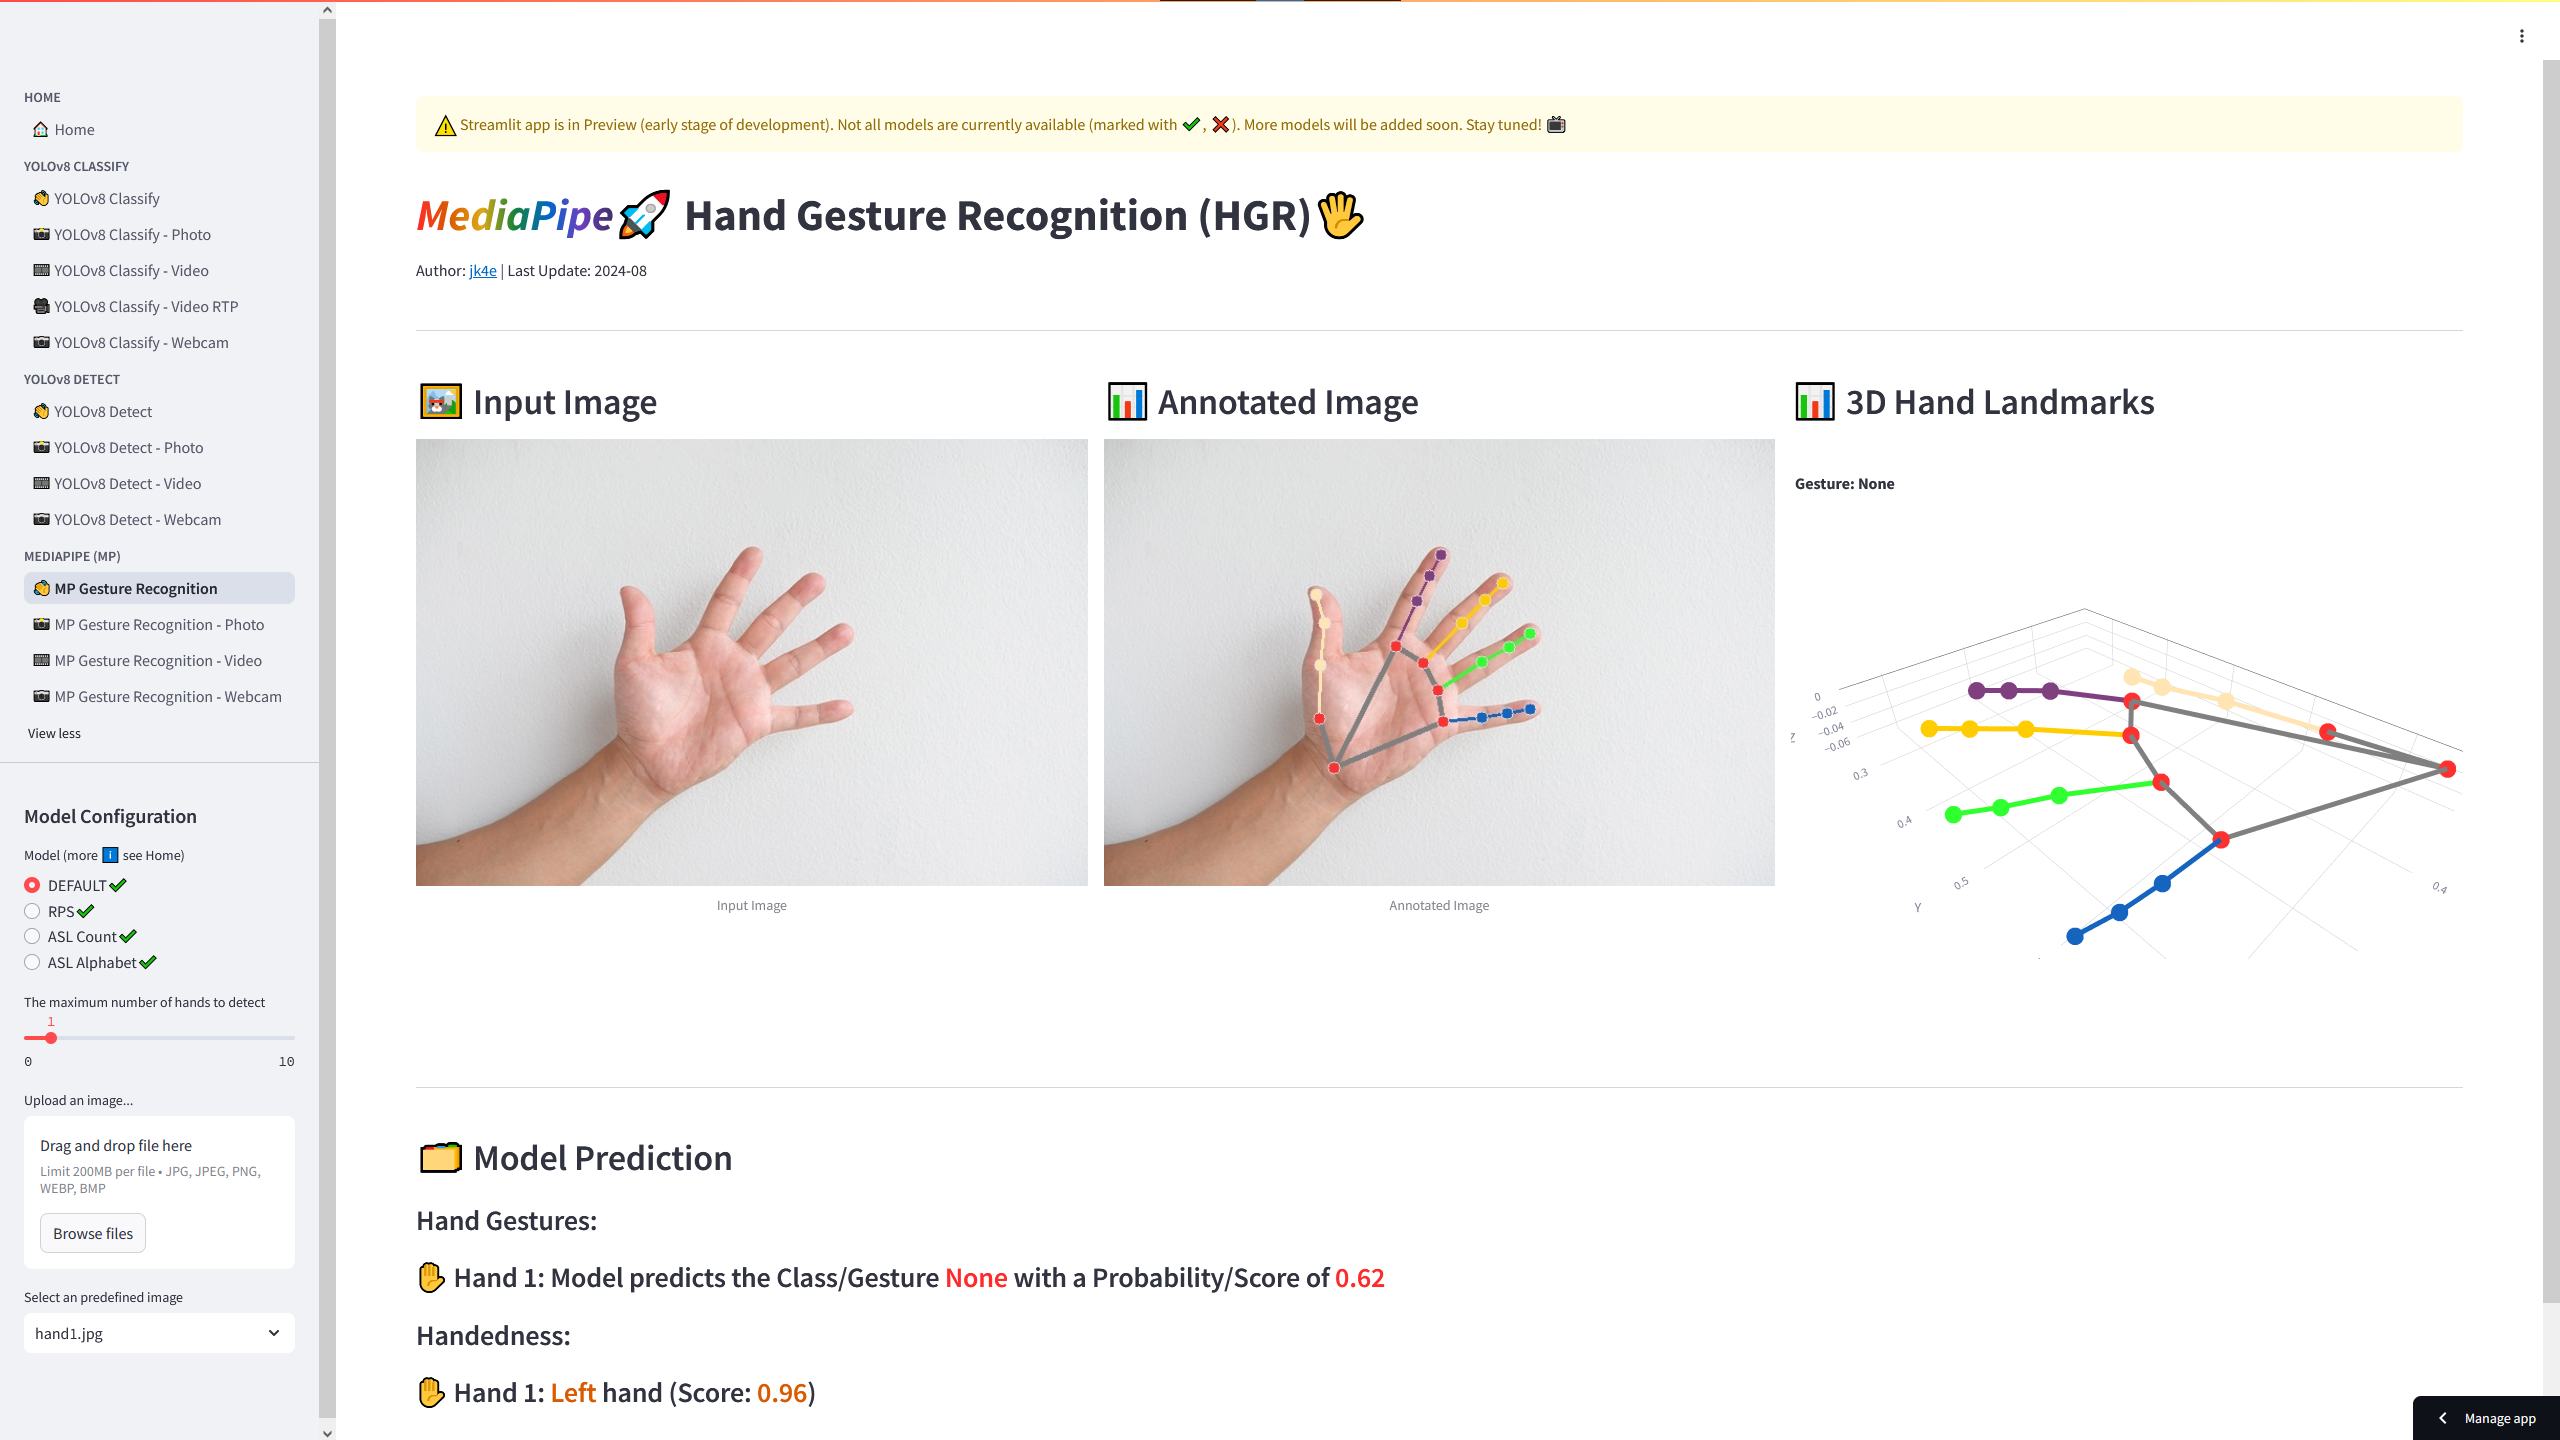 HOME
Home
YOLOv8 CLASSIFY
YOLOv8 Classify
YOLOv8 Classify - Photo
YOLOv8 Classify - Video
YOLOv8 Classify - Video RTP
YOLOv8 Classify - Webcam
YOLOv8 DETECT
YOLOv8 Detect
YOLOv8 Detect - Photo
YOLOv8 Detect - Video
YOLOv8 Detect - Webcam
MEDIAPIPE (MP)
MP Gesture Recognition
MP Gesture Recognition - Photo
MP Gesture Recognition - Video
MP Gesture Recognition - Webcam
View less
Model Configuration
Model (more ℹ️ see Home)
DEFAULT✔️
RPS✔️
ASL Count✔️
ASL Alphabet✔️
The maximum number of hands to detect
1
0 10
Upload an image...
Drag and drop file here
Limit 200MB per file • JPG, JPEG, PNG,
WEBP, BMP
Browse files
Select an predefined image
hand1.jpg
⚠️ Streamlit app is in Preview (early stage of development). Not all models are currently available (marked with ✔️, ❌). More models will be added soon. Stay tuned! 📺
MediaPipe🚀 Hand Gesture Recognition (HGR)🖐️
Author: jk4e | Last Update: 2024-08
Input Image
Input Image
Annotated Image
Annotated Image
3D Hand Landmarks
Gesture: None
0
−0.02
−0.04
−0.06
Z
0.3
0.4
0.5
Y
0.4
Model Prediction
Hand Gestures:
Hand 1: Model predicts the Class/Gesture None with a Probability/Score of 0.62
Handedness:
Hand 1: Left hand (Score: 0.96)
Manage app